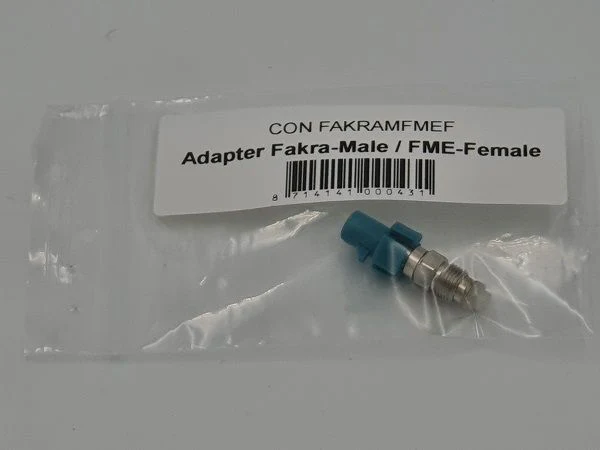 CON FAKRAMFMEF
Adapter Fakra-Male / FME-Female
8 714141 000431